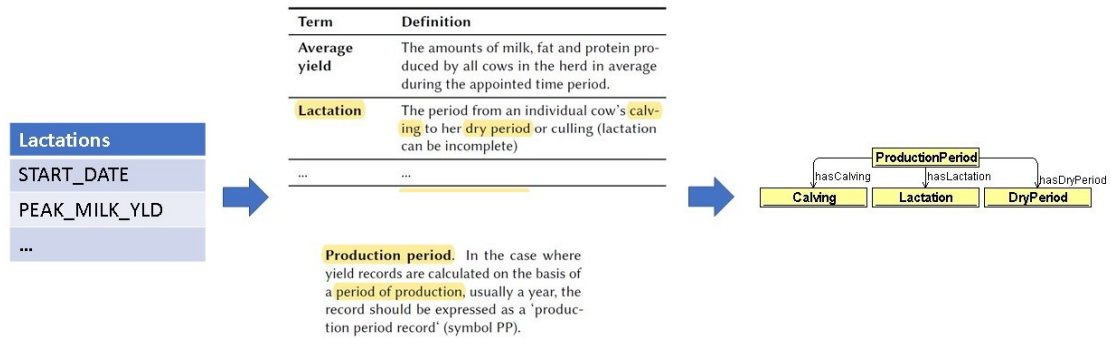 Lactations
START_DATE
PEAK_MILK_YLD
...
Term Definition
Average The amounts of milk, fat and protein pro-
yield duced by all cows in the herd in average
during the appointed time period.
Lactation The period from an individual cow's calv-
ing to her dry period or culling (lactation
can be incomplete)
... ...
Production period. In the case where
yield records are calculated on the basis of
a period of production, usually a year, the
record should be expressed as a 'produc-
tion period record' (symbol PP).
ProductionPeriod
hasCalving hasLactation hasDryPeriod
Calving Lactation DryPeriod